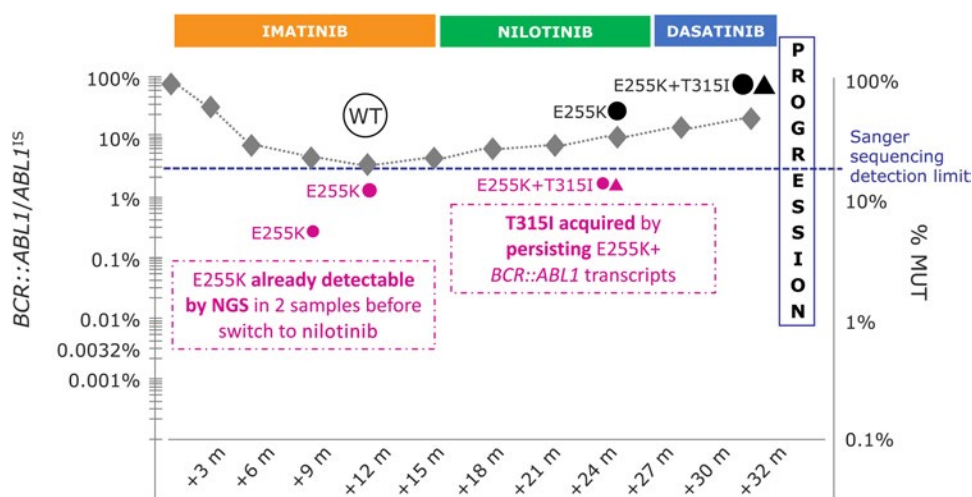 IMATINIB NILOTINIB DASATINIB
PROGRESSION
BCR::ABL1/ABL1IS
100%
10%
1%
0.1%
0.01%
0.0032%
0.001%
WT
E255K
E255K+T315I
E255K
E255K
E255K+T315I
E255K already detectable
by NGS in 2 samples before
switch to nilotinib
T315I acquired by
persisting E255K+
BCR::ABL1 transcripts
Sanger
sequencing
detection limit
100%
10%
1%
0.1%
% MUT
+3 m
+6 m
+9 m
+12 m
+15 m
+18 m
+21 m
+24 m
+27 m
+30 m
+32 m